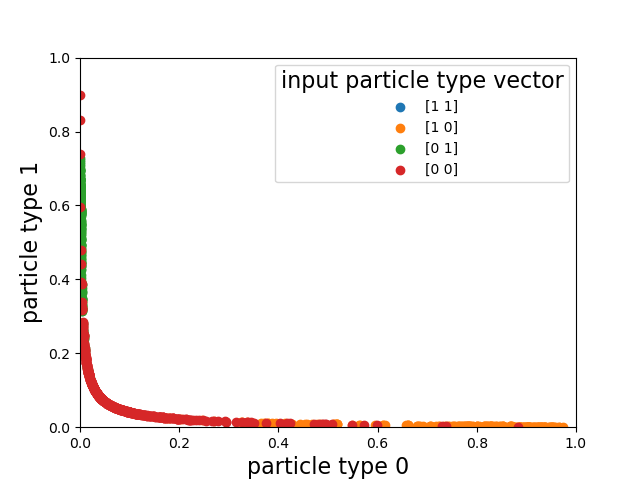 input particle type vector
[1 1]
[1 0]
[0 1]
[0 0]
1.0
0.8
0.6
0.4
0.2
0.0
particle type 1
0.0 0.2 0.4 0.6 0.8 1.0
particle type 0